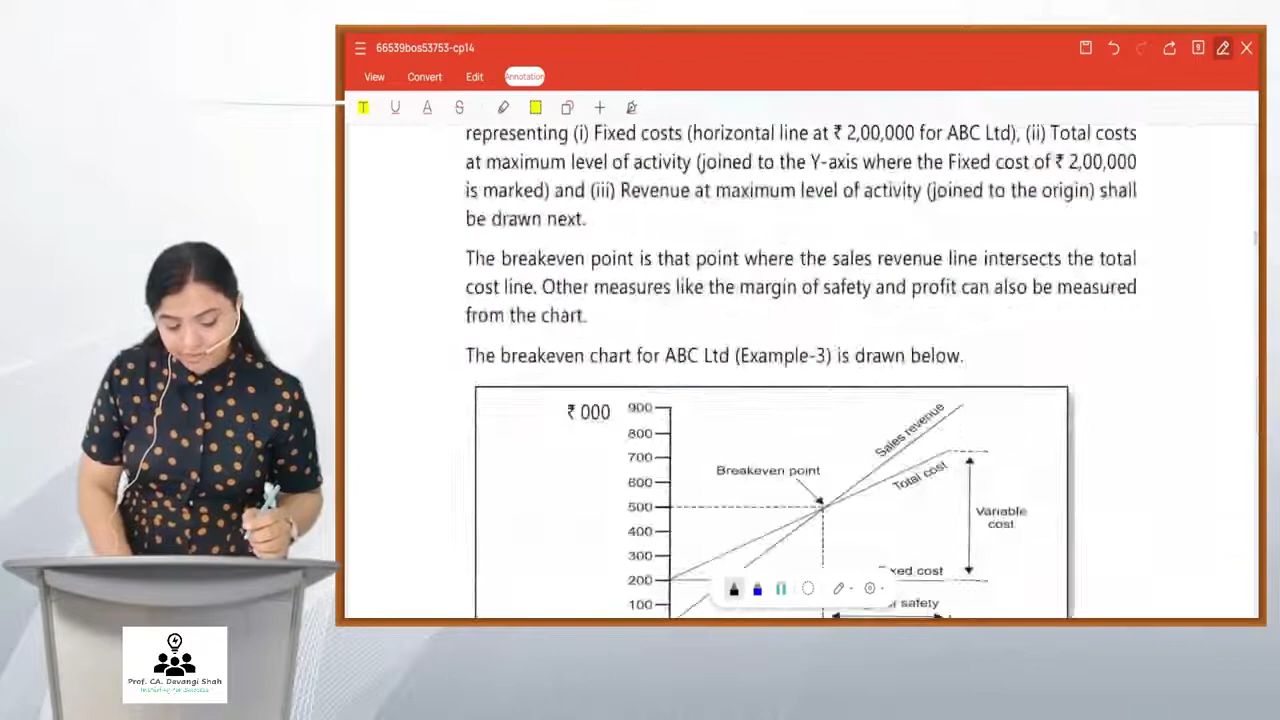 66539bos53753-cp14
View Convert Edit Annotation
representing (i) Fixed costs (horizontal line at ₹ 2,00,000 for ABC Ltd), (ii) Total costs
at maximum level of activity (joined to the Y-axis where the Fixed cost of ₹ 2,00,000
is marked) and (iii) Revenue at maximum level of activity (joined to the origin) shall
be drawn next.
The breakeven point is that point where the sales revenue line intersects the total
cost line. Other measures like the margin of safety and profit can also be measured
from the chart.
The breakeven chart for ABC Ltd (Example-3) is drawn below.
₹ 000
900
800
700
600
500
400
300
200
100
Sales revenue
Total cost
Breakeven point
Variable
cost
xed cost
safety
Prof. CA. Devangi Shah